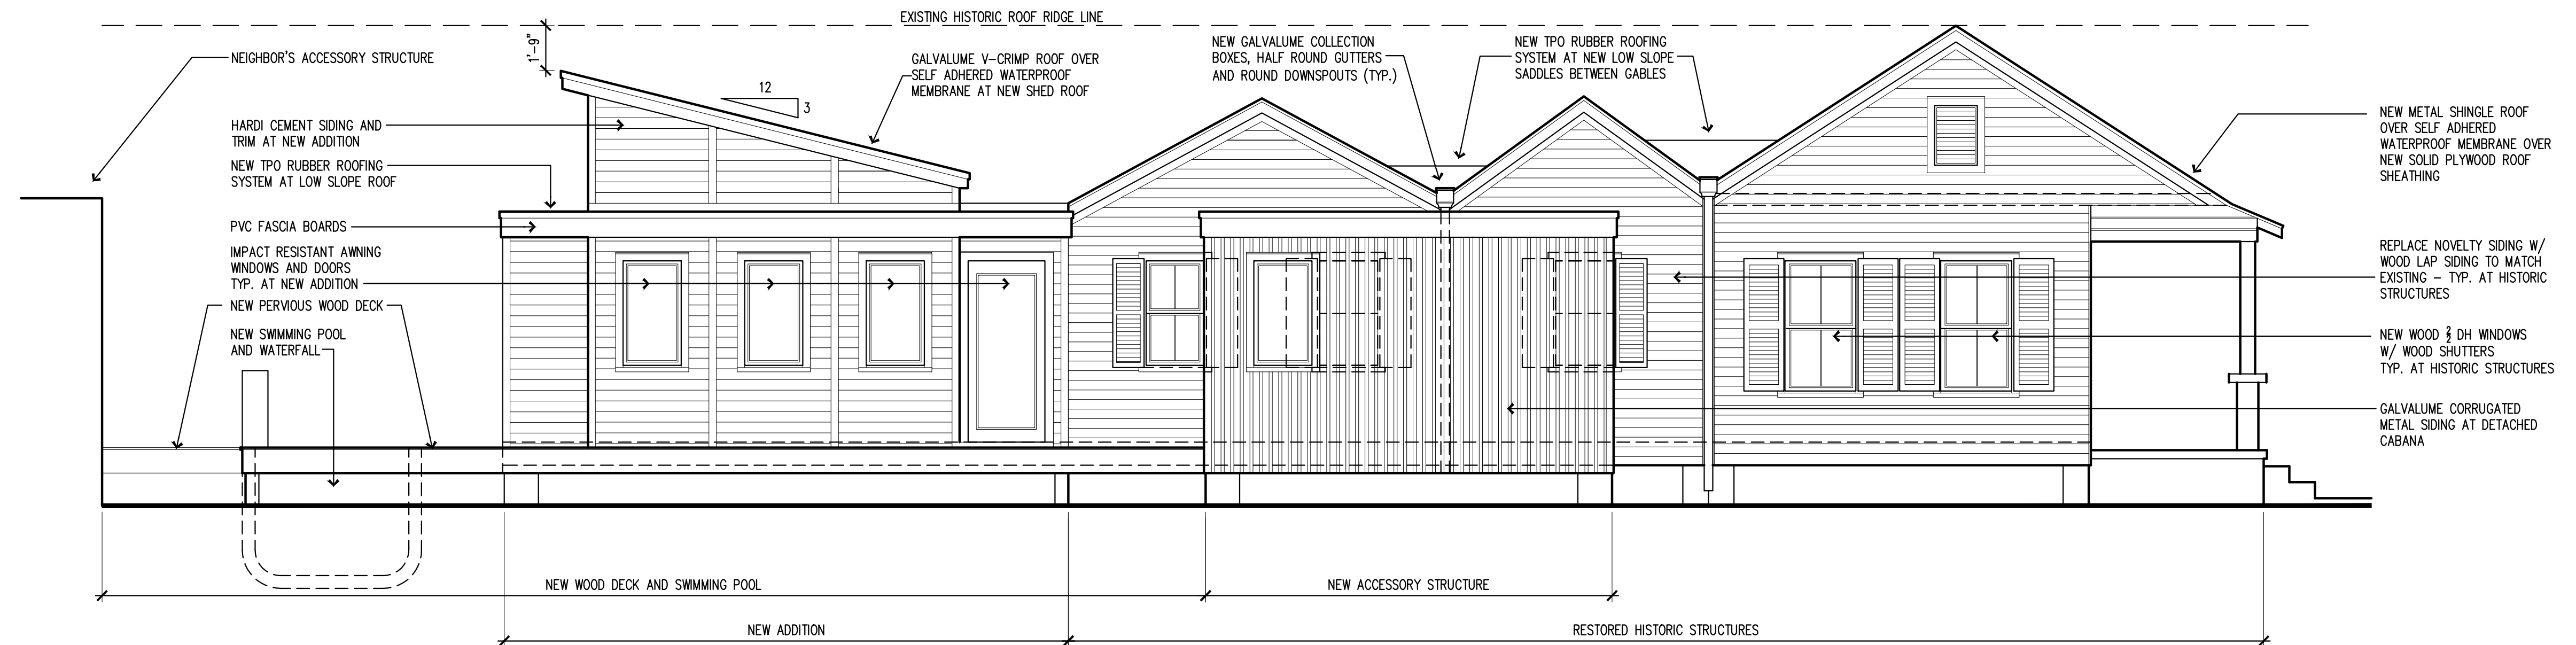 EXISTING HISTORIC ROOF RIDGE LINE
1'-9"
NEIGHBOR'S ACCESSORY STRUCTURE
HARDI CEMENT SIDING AND
TRIM AT NEW ADDITION
NEW TPO RUBBER ROOFING
SYSTEM AT LOW SLOPE ROOF
PVC FASCIA BOARDS
IMPACT RESISTANT AWNING
WINDOWS AND DOORS
TYP. AT NEW ADDITION
NEW PERVIOUS WOOD DECK
NEW SWIMMING POOL
AND WATERFALL
12
3
GALVALUME V-CRIMP ROOF OVER
SELF ADHERED WATERPROOF
MEMBRANE AT NEW SHED ROOF
NEW GALVALUME COLLECTION
BOXES, HALF ROUND GUTTERS
AND ROUND DOWNSPOUTS (TYP.)
NEW TPO RUBBER ROOFING
SYSTEM AT NEW LOW SLOPE
SADDLES BETWEEN GABLES
NEW METAL SHINGLE ROOF
OVER SELF ADHERED
WATERPROOF MEMBRANE OVER
NEW SOLID PLYWOOD ROOF
SHEATHING
REPLACE NOVELTY SIDING W/
WOOD LAP SIDING TO MATCH
EXISTING - TYP. AT HISTORIC
STRUCTURES
NEW WOOD 2/2 DH WINDOWS
W/ WOOD SHUTTERS
TYP. AT HISTORIC STRUCTURES
GALVALUME CORRUGATED
METAL SIDING AT DETACHED
CABANA
NEW WOOD DECK AND SWIMMING POOL
NEW ACCESSORY STRUCTURE
NEW ADDITION
RESTORED HISTORIC STRUCTURES